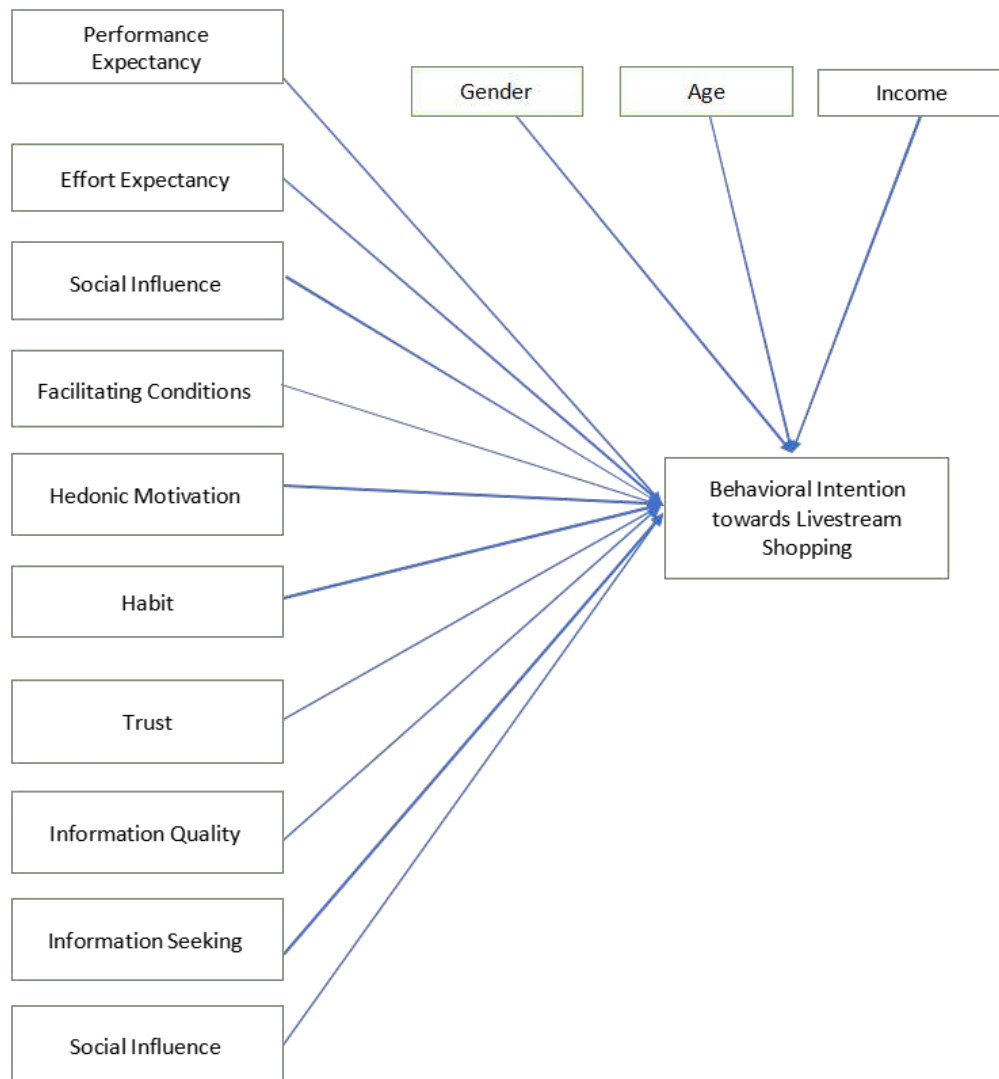 Performance
Expectancy
Gender
Age
Income
Effort Expectancy
Social Influence
Facilitating Conditions
Hedonic Motivation
Behavioral Intention
towards Livestream
Shopping
Habit
Trust
Information Quality
Information Seeking
Social Influence